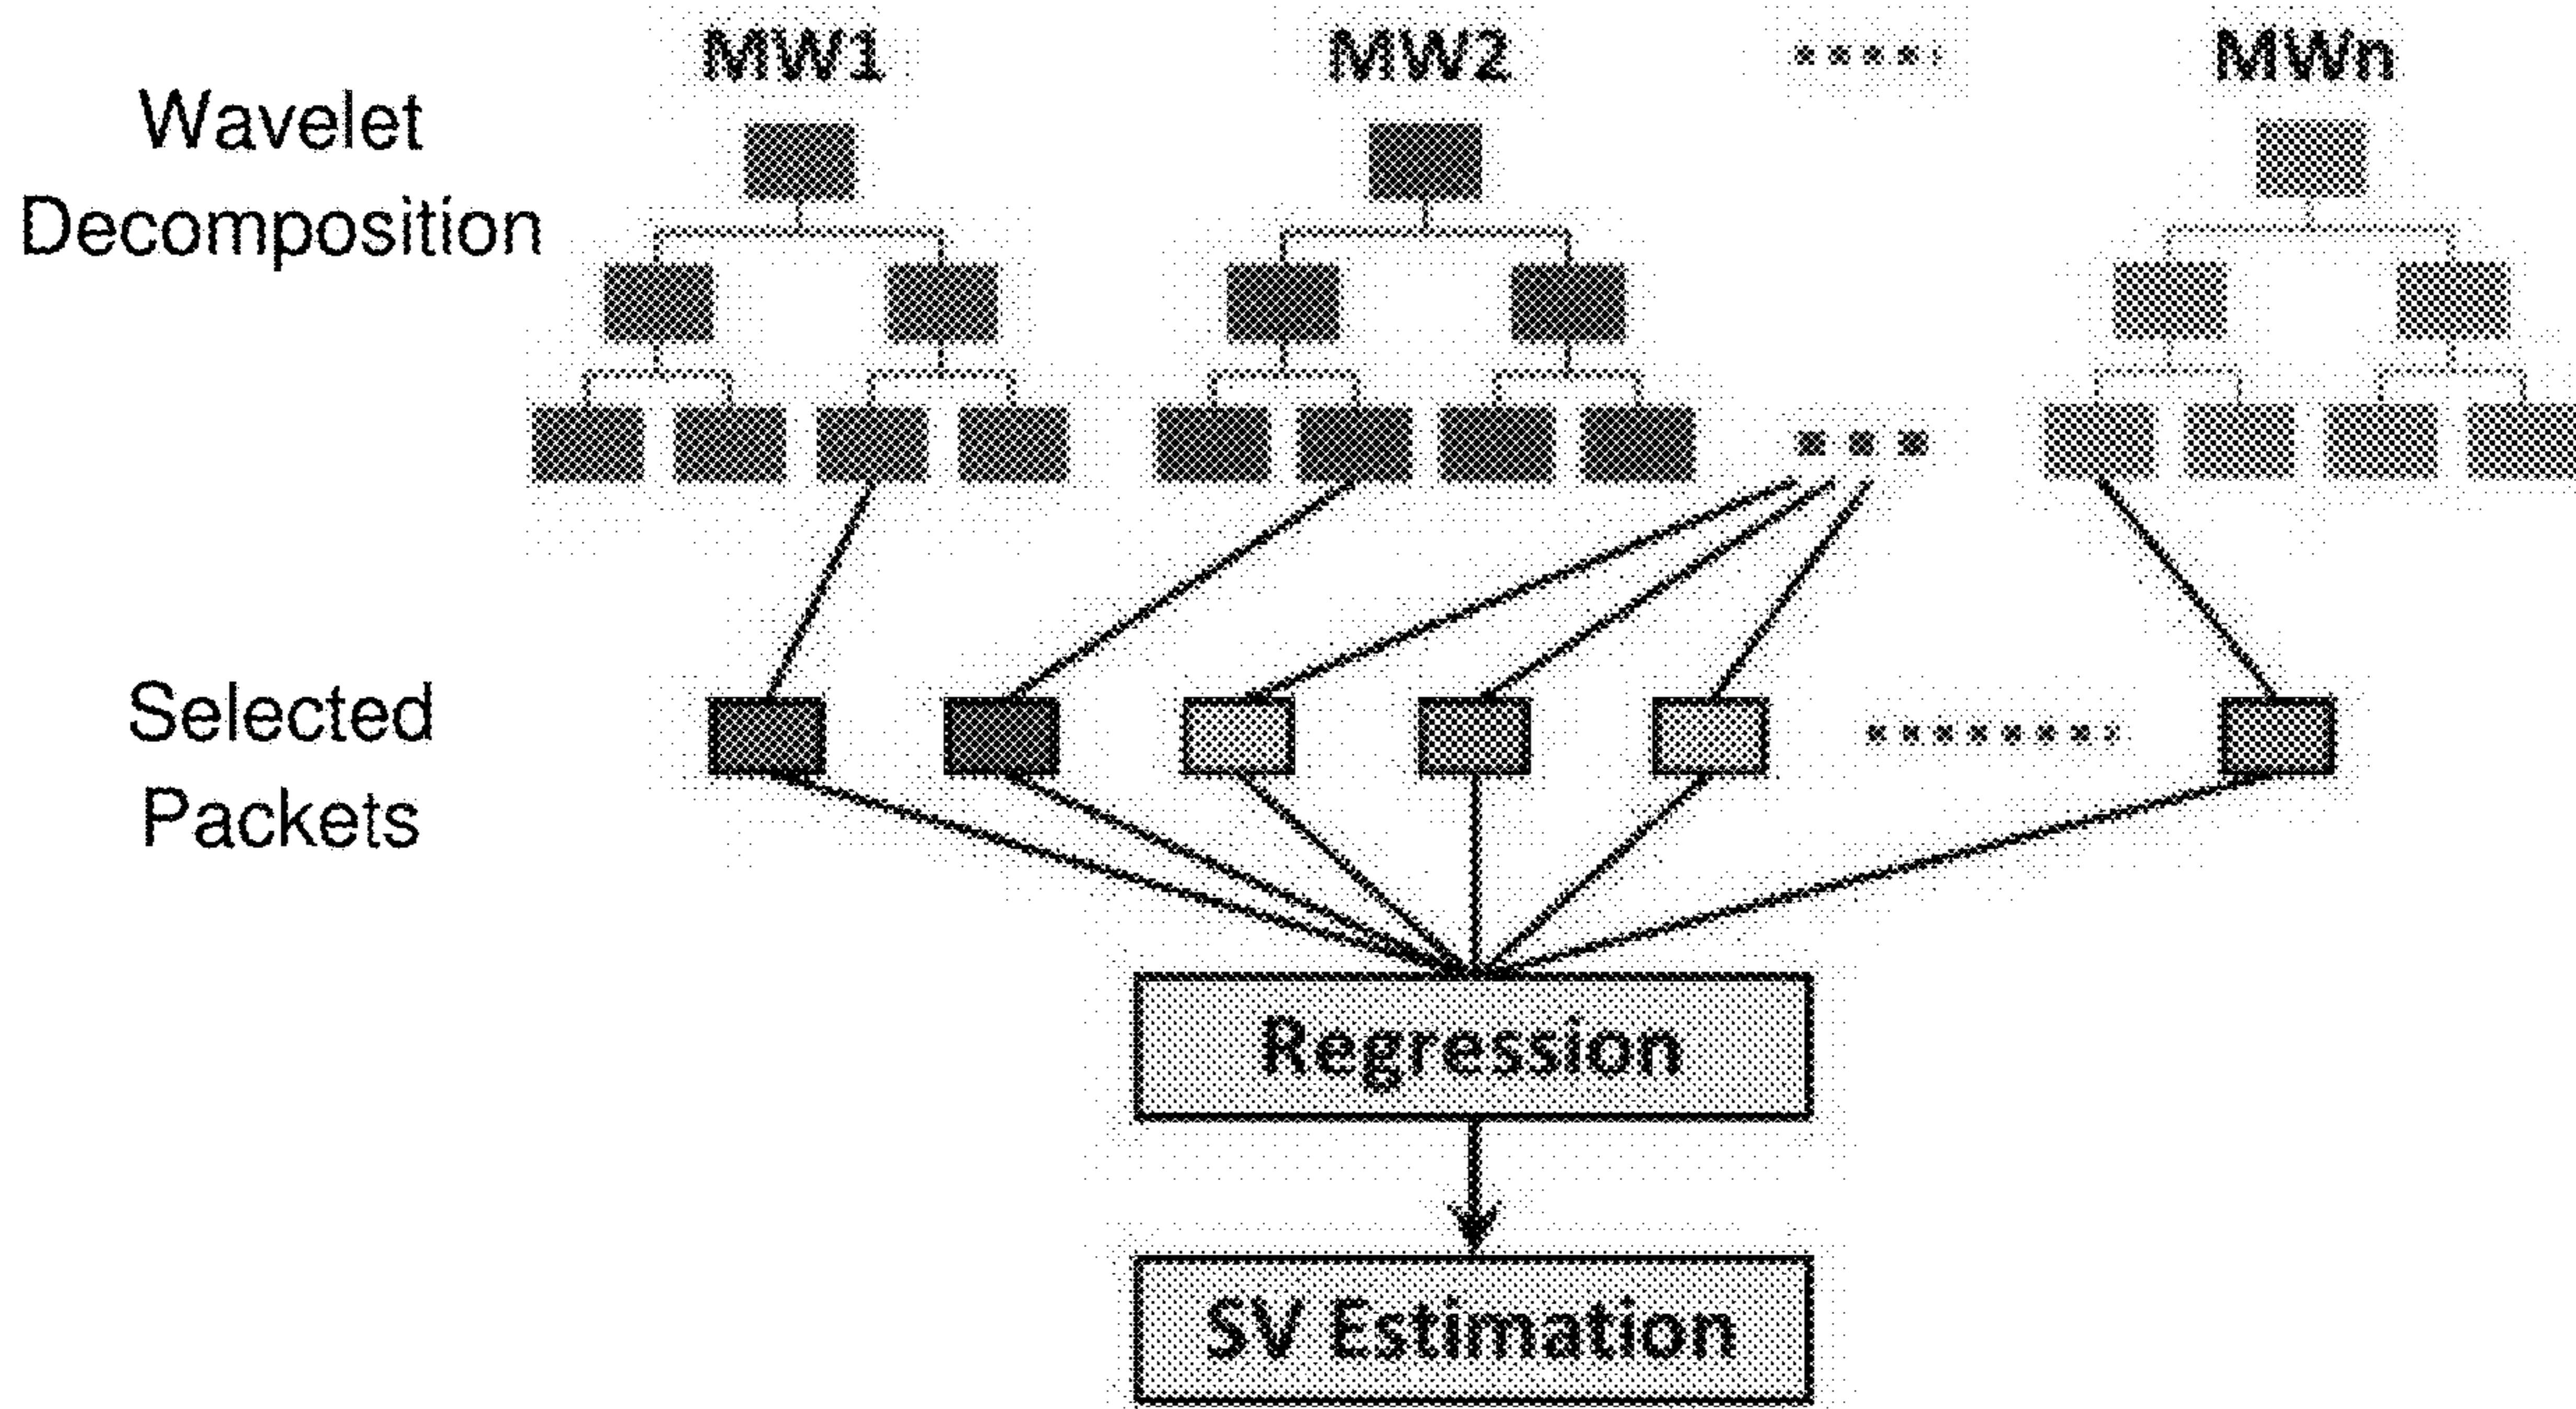 MW1
MW2
MWn
Wavelet
Decomposition
Selected
Packets
Regression
SV Estimation